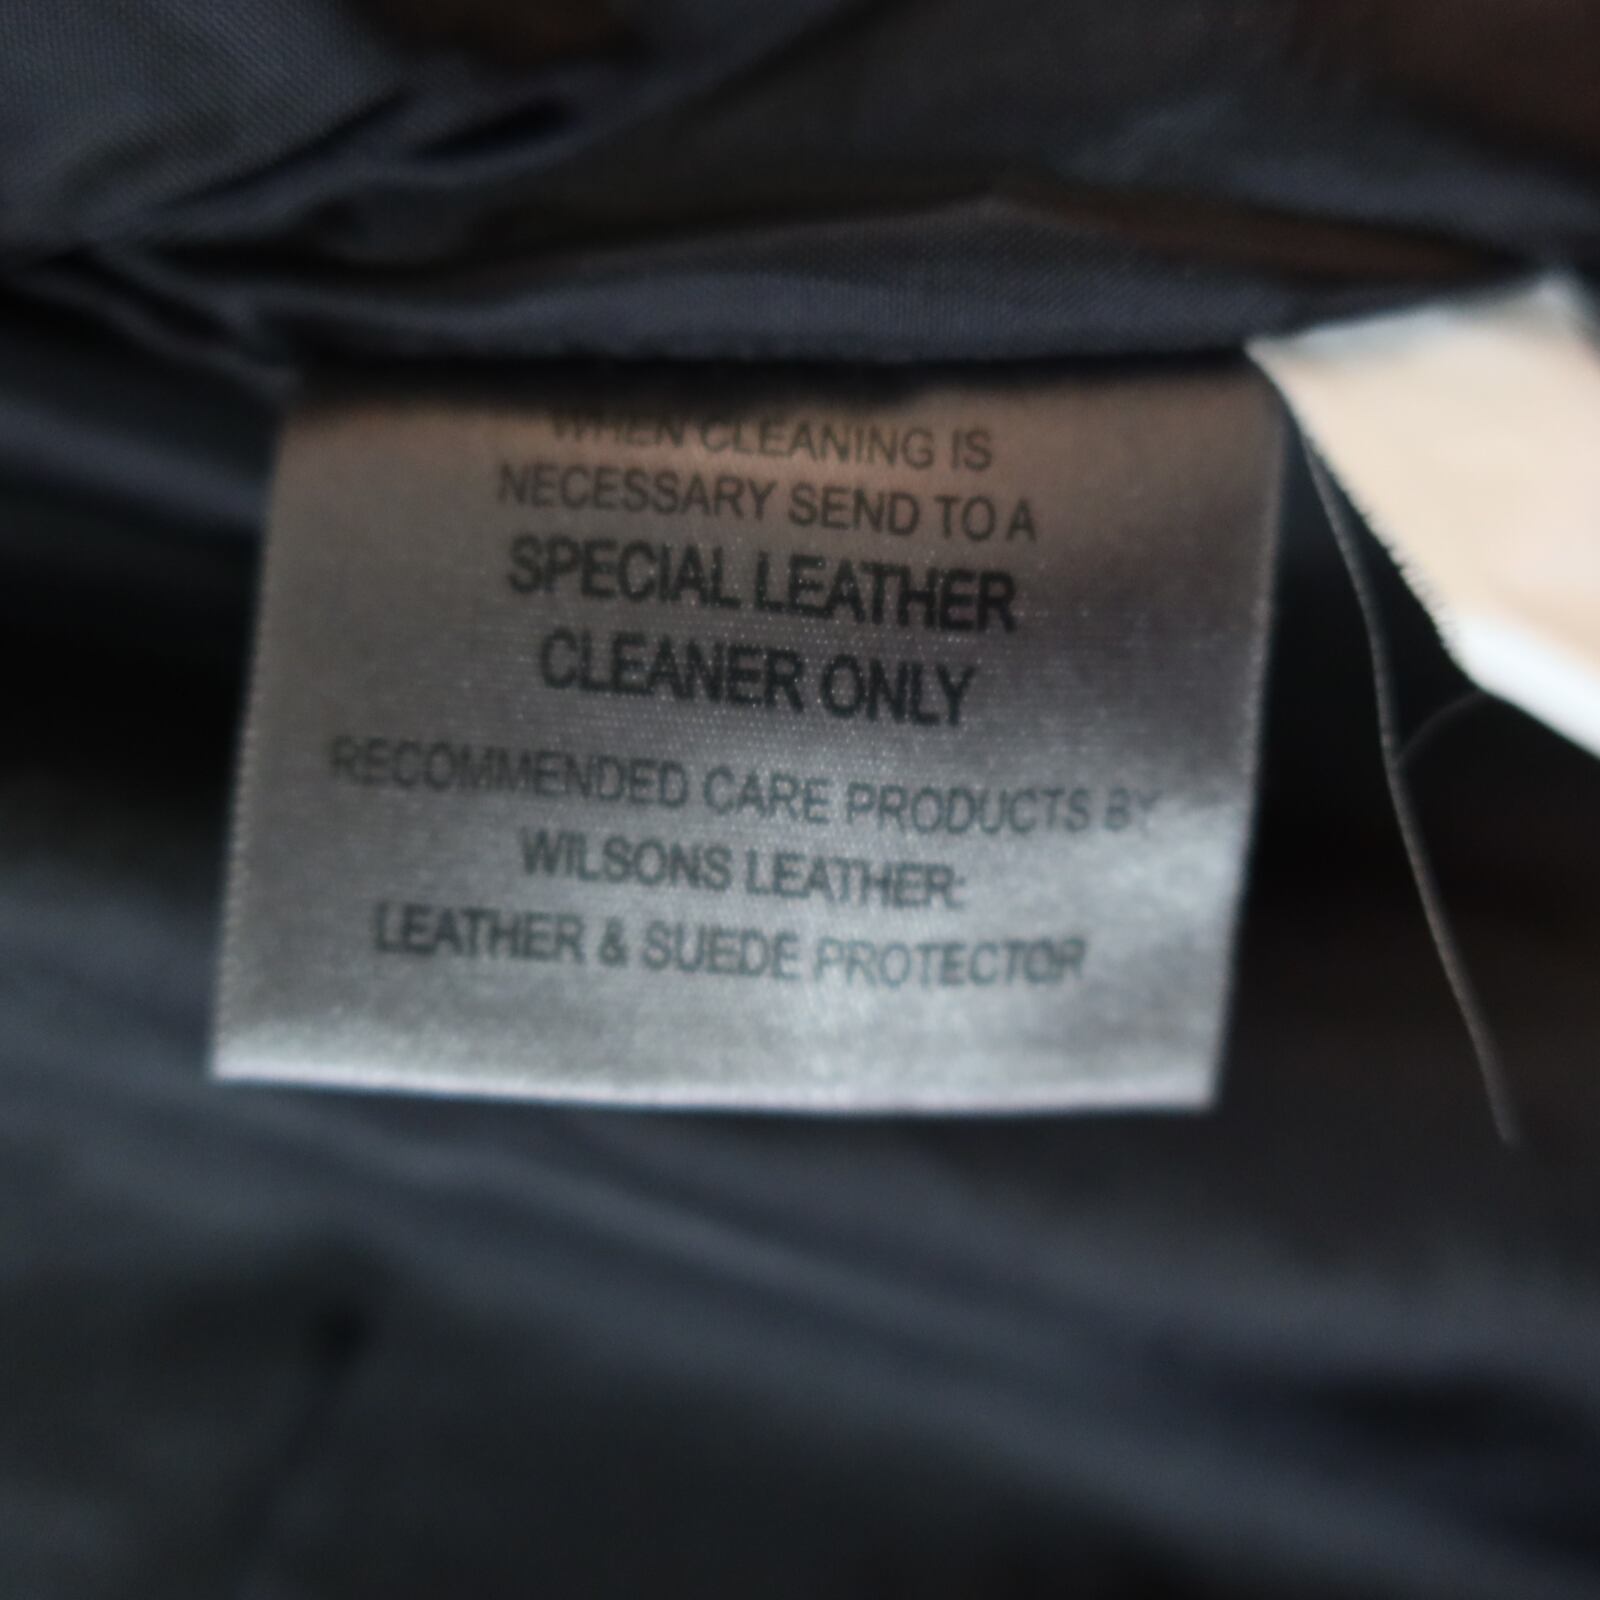 WHEN CLEANING IS
NECESSARY SEND TO A
SPECIAL LEATHER
CLEANER ONLY
RECOMMENDED CARE PRODUCTS BY
WILSONS LEATHER:
LEATHER & SUEDE PROTECTOR